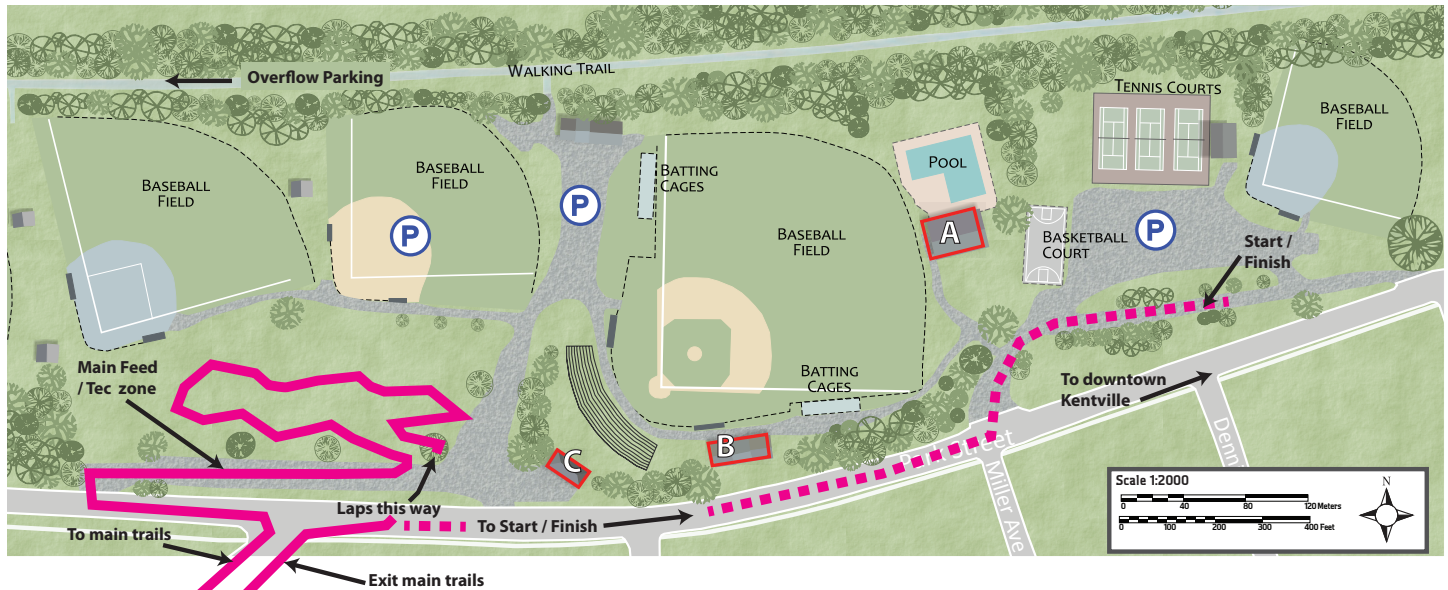 Overflow Parking
WALKING TRAIL
TENNIS COURTS
BASEBALL
FIELD
BASEBALL
FIELD
BASEBALL
FIELD
BATTING
CAGES
POOL
P
P
A
BASEBALL
FIELD
BASKETBALL
COURT
P
Start /
Finish
Main Feed
/ Tec zone
BATTING
CAGES
To downtown
Kentville
B
C
Park Street
Miller Ave
Denn
Laps this way
To Start / Finish
To main trails
Exit main trails
Scale 1:2000
0 40 80 120 Meters
0 100 200 300 400 Feet
N